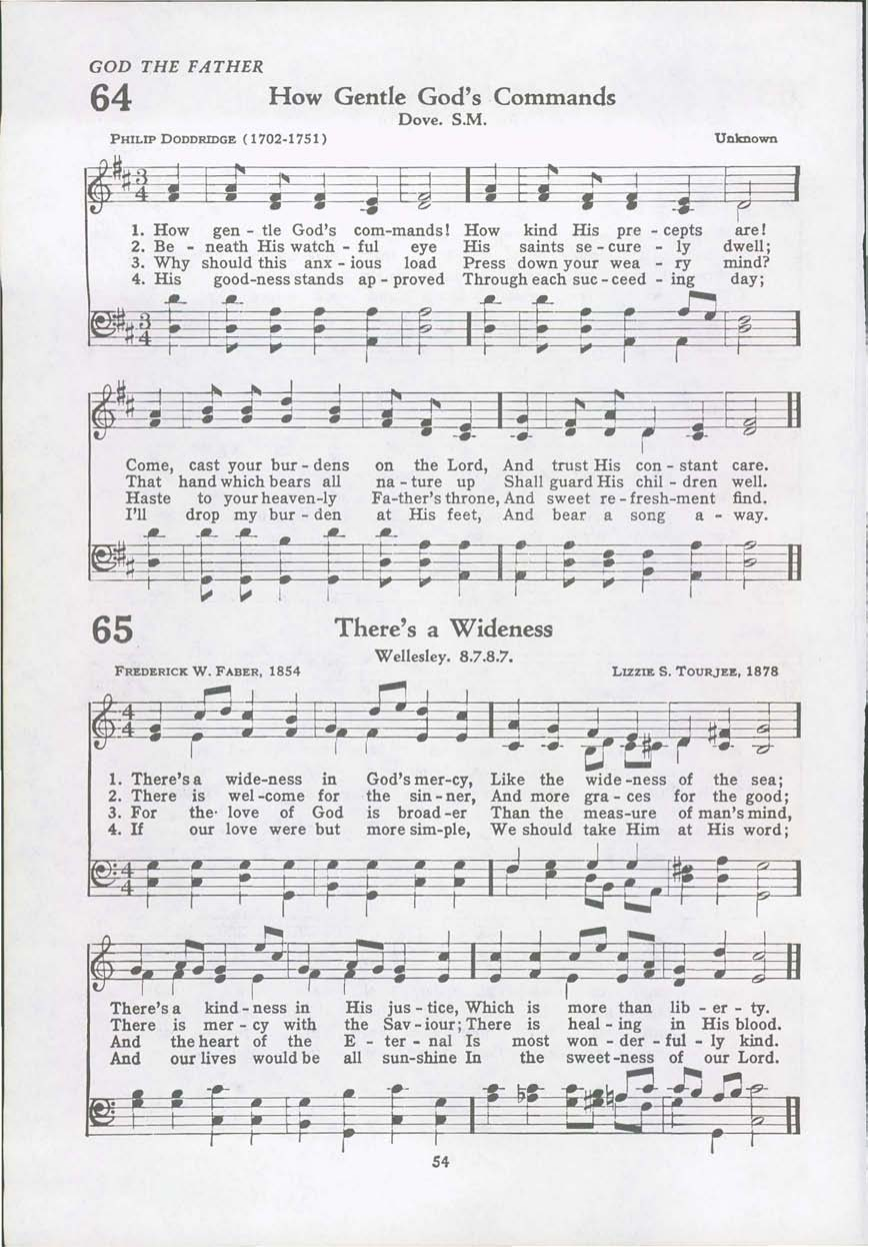 GOD THE FATHER
64 How Gentle God's Commands
Dove. S.M.
PHILIP DODDRIDGE (1702-1751) Unknown
3 4
1. How gen - tle God's com-mands! How kind His pre - cepts are!
2. Be - neath His watch - ful eye His saints se - cure - ly dwell;
3. Why should this anx - ious load Press down your wea - ry mind?
4. His good-ness stands ap - proved Through each suc - ceed - ing day;
3 4
Come, cast your bur - dens on the Lord, And trust His con - stant care.
That hand which bears all na - ture up Shall guard His chil - dren well.
Haste to your heaven-ly Fa-ther's throne, And sweet re - fresh-ment find.
I'll drop my bur - den at His feet, And bear a song a - way.
65 There's a Wideness
Wellesley. 8.7.8.7.
FREDERICK W. FABER, 1854 LIZZIE S. TOURJEE, 1878
4 4
1. There's a wide-ness in God's mer-cy, Like the wide-ness of the sea;
2. There is wel-come for the sin-ner, And more gra - ces for the good;
3. For the love of God is broad-er Than the meas-ure of man's mind,
4. If our love were but more sim-ple, We should take Him at His word;
4 4
There's a kind-ness in His jus - tice, Which is more than lib - er - ty.
There is mer - cy with the Sav - iour; There is heal - ing in His blood.
And the heart of the E - ter - nal Is most won - der - ful - ly kind.
And our lives would be all sun-shine In the sweet-ness of our Lord.
54